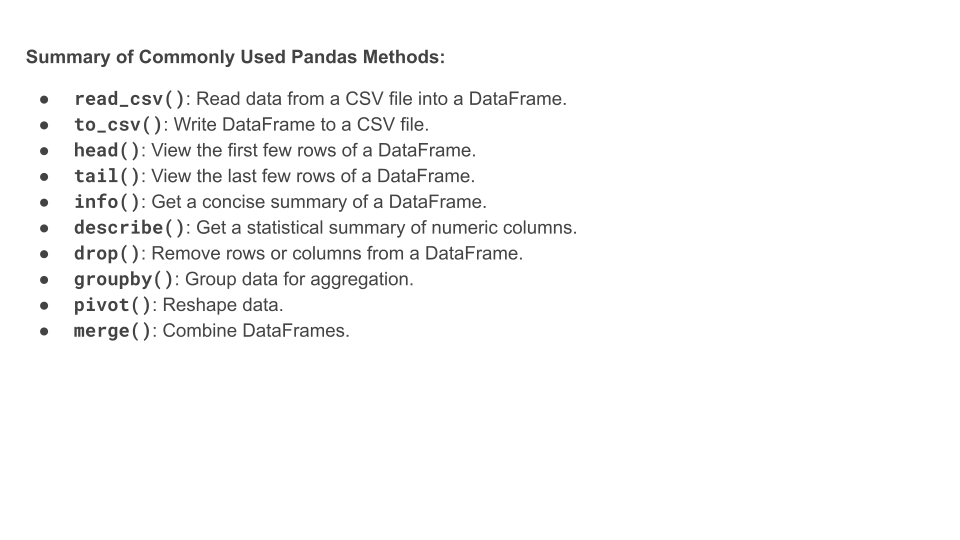 Summary of Commonly Used Pandas Methods:
● read_csv(): Read data from a CSV file into a DataFrame.
● to_csv(): Write DataFrame to a CSV file.
● head(): View the first few rows of a DataFrame.
● tail(): View the last few rows of a DataFrame.
● info(): Get a concise summary of a DataFrame.
● describe(): Get a statistical summary of numeric columns.
● drop(): Remove rows or columns from a DataFrame.
● groupby(): Group data for aggregation.
● pivot(): Reshape data.
● merge(): Combine DataFrames.